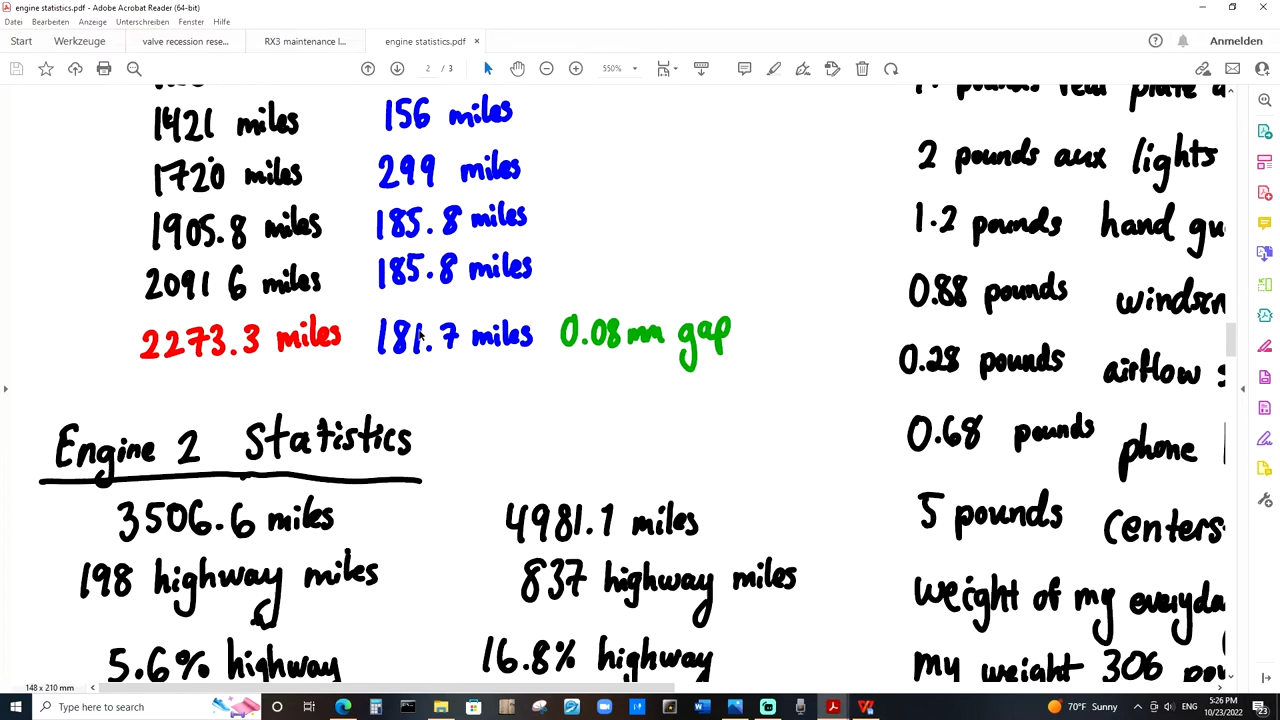 engine statistics.pdf - Adobe Acrobat Reader (64-bit)
Datei Bearbeiten Anzeige Unterschreiben Fenster Hilfe
Start Werkzeuge valve recession rese... RX3 maintenance l... engine statistics.pdf × Anmelden
2 / 3 550%
1421 miles 156 miles
1720 miles 299 miles
1905.8 miles 185.8 miles
2091 6 miles 185.8 miles
2273.3 miles 181.7 miles 0.08mm gap
Engine 2 Statistics
3506.6 miles 4981.1 miles
198 highway miles 837 highway miles
5.6% highway 16.8% highway
pounds rear plate
2 pounds aux lights
1.2 pounds hand gu
0.88 pounds windscr
0.28 pounds airflow s
0.68 pounds phone
5 pounds centers
weight of my everyda
my weight 306 pou
148 x 210 mm
Type here to search
70°F Sunny
5:26 PM
10/23/2022